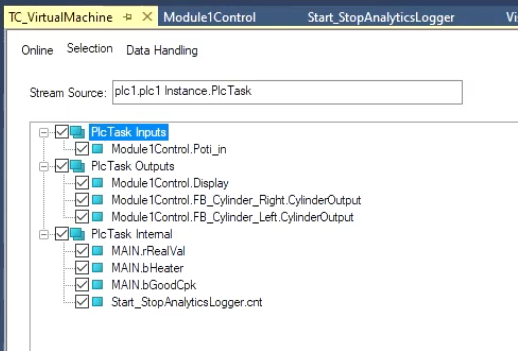 TC_VirtualMachine Module1Control Start_StopAnalyticsLogger Vi
Online Selection Data Handling
Stream Source: plc1.plc1 Instance.PlcTask
PlcTask Inputs
Module1Control.Poti_in
PlcTask Outputs
Module1Control.Display
Module1Control.FB_Cylinder_Right.CylinderOutput
Module1Control.FB_Cylinder_Left.CylinderOutput
PlcTask Internal
MAIN.rRealVal
MAIN.bHeater
MAIN.bGoodCpk
Start_StopAnalyticsLogger.cnt